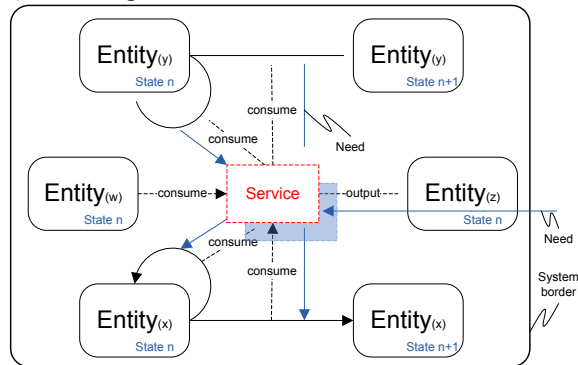 Entity(y)
State n
Entity(y)
State n+1
consume
consume
Need
Entity(w)
State n
consume
Service
output
Entity(z)
State n
Need
consume
consume
System
border
Entity(x)
State n
Entity(x)
State n+1